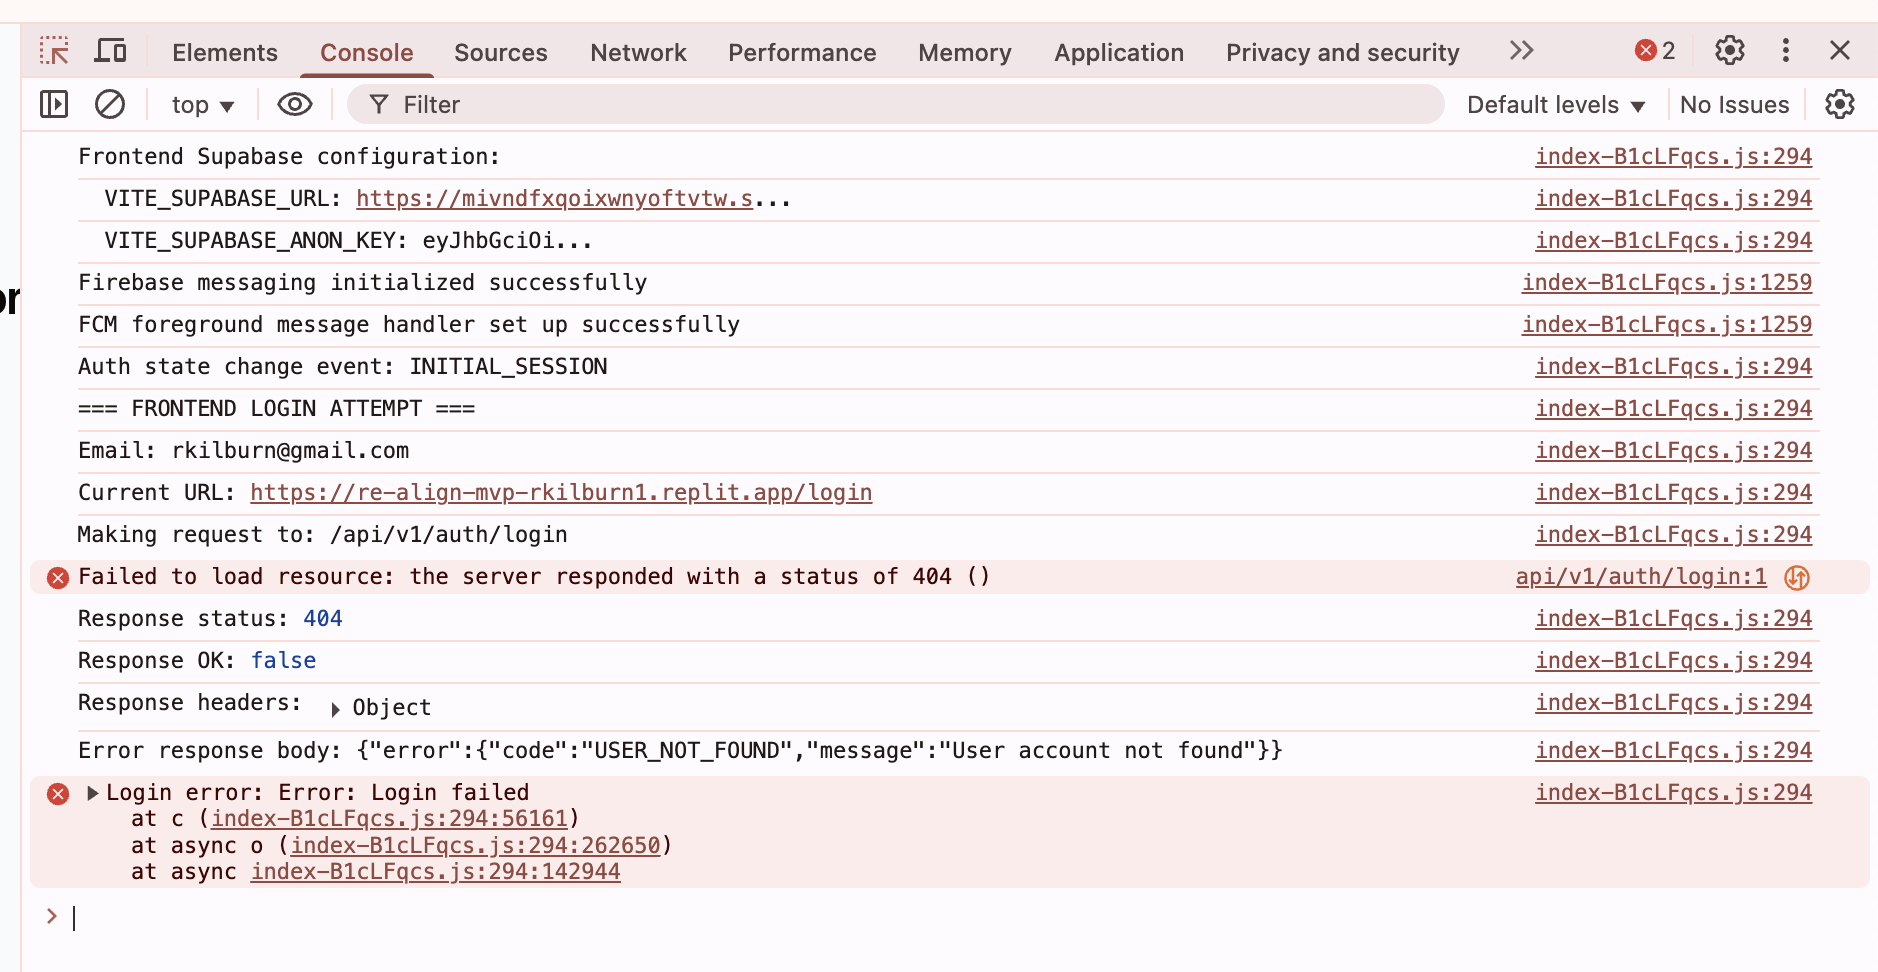 Elements Console Sources Network Performance Memory Application Privacy and security 2
top Filter Default levels No Issues
Frontend Supabase configuration: index-B1cLFqcs.js:294
VITE_SUPABASE_URL: https://mivndfxqoixwnyoftvtw.s... index-B1cLFqcs.js:294
VITE_SUPABASE_ANON_KEY: eyJhbGciOi... index-B1cLFqcs.js:294
Firebase messaging initialized successfully index-B1cLFqcs.js:1259
or
FCM foreground message handler set up successfully index-B1cLFqcs.js:1259
Auth state change event: INITIAL_SESSION index-B1cLFqcs.js:294
=== FRONTEND LOGIN ATTEMPT === index-B1cLFqcs.js:294
Email: rkilburn@gmail.com index-B1cLFqcs.js:294
Current URL: https://re-align-mvp-rkilburn1.replit.app/login index-B1cLFqcs.js:294
Making request to: /api/v1/auth/login index-B1cLFqcs.js:294
Failed to load resource: the server responded with a status of 404 () api/v1/auth/login:1
Response status: 404 index-B1cLFqcs.js:294
Response OK: false index-B1cLFqcs.js:294
Response headers: Object index-B1cLFqcs.js:294
Error response body: {"error":{"code":"USER_NOT_FOUND","message":"User account not found"}} index-B1cLFqcs.js:294
Login error: Error: Login failed index-B1cLFqcs.js:294
at c (index-B1cLFqcs.js:294:56161)
at async o (index-B1cLFqcs.js:294:262650)
at async index-B1cLFqcs.js:294:142944